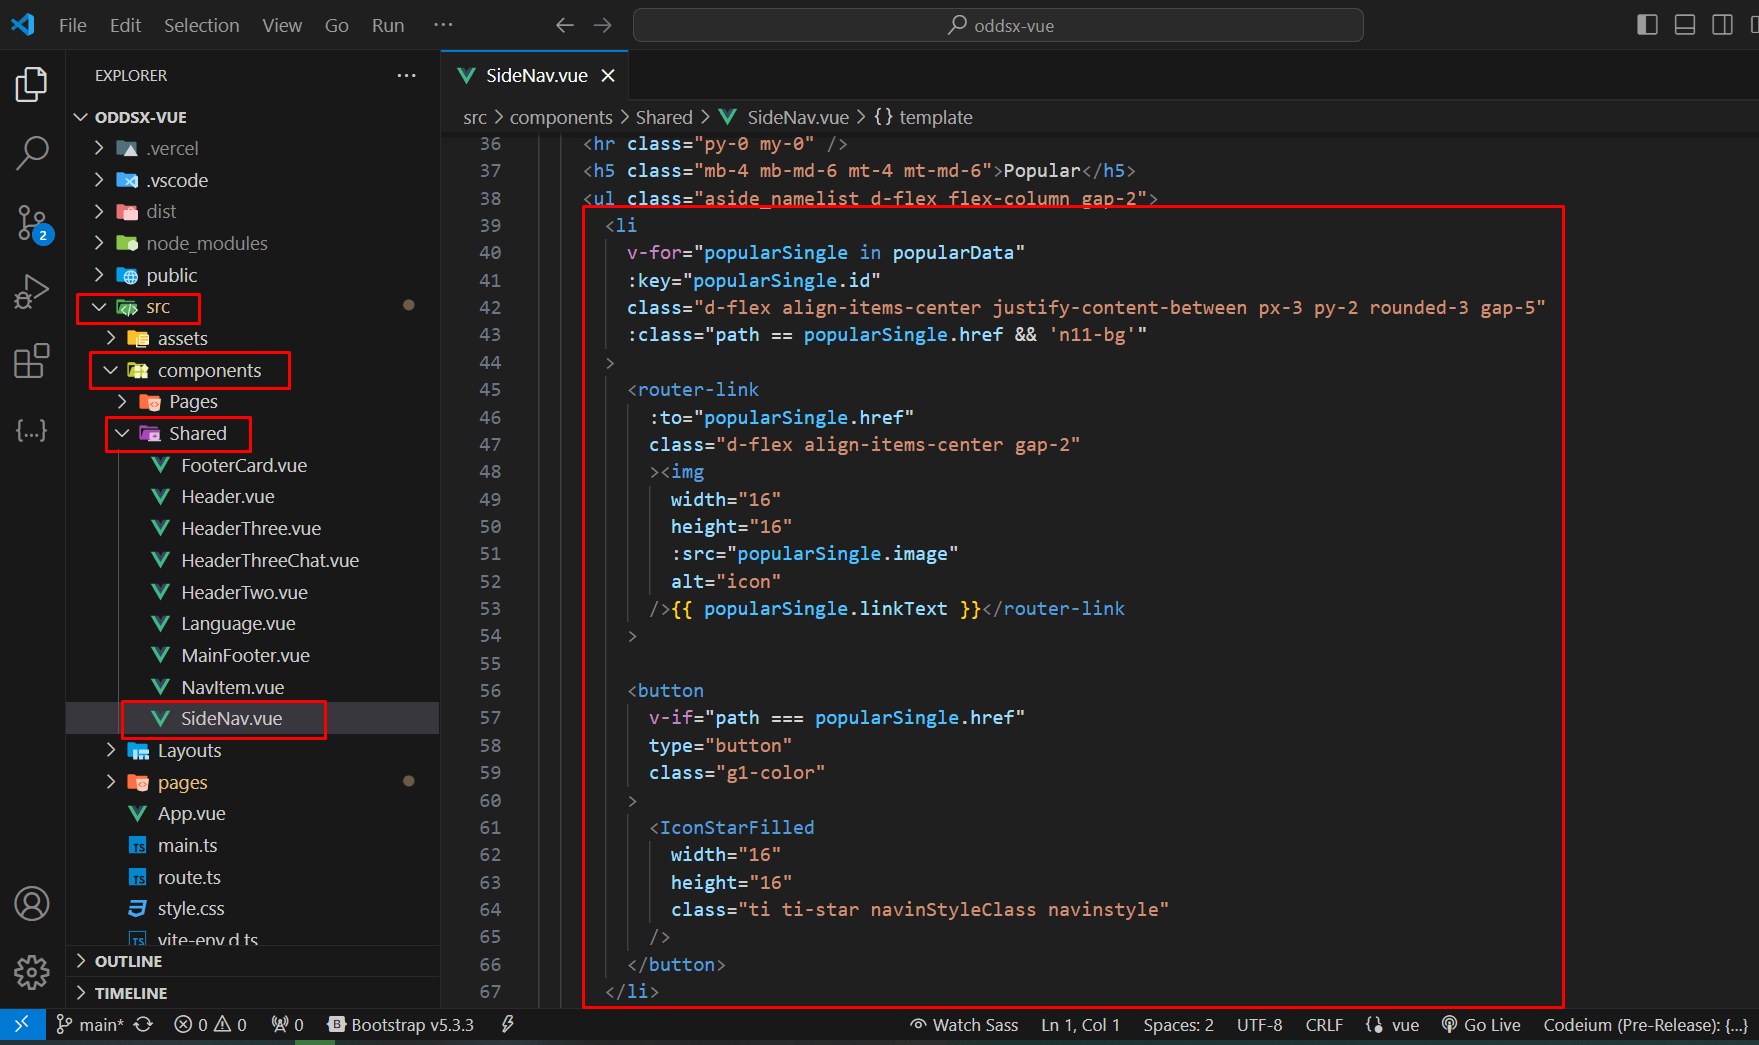 File Edit Selection View Go Run ··· oddsx-vue
EXPLORER ···
ODDSX-VUE
.vercel
.vscode
dist
node_modules
public
src
assets
components
Pages
Shared
FooterCard.vue
Header.vue
HeaderThree.vue
HeaderThreeChat.vue
HeaderTwo.vue
Language.vue
MainFooter.vue
NavItem.vue
SideNav.vue
Layouts
pages
App.vue
main.ts
route.ts
style.css
vite-env.d.ts
OUTLINE
TIMELINE
SideNav.vue
src > components > Shared > SideNav.vue > {} template
36 <hr class="py-0 my-0" />
37 <h5 class="mb-4 mb-md-6 mt-4 mt-md-6">Popular</h5>
38 <ul class="aside_namelist d-flex flex-column gap-2">
39 <li
40 v-for="popularSingle in popularData"
41 :key="popularSingle.id"
42 class="d-flex align-items-center justify-content-between px-3 py-2 rounded-3 gap-5"
43 :class="path == popularSingle.href && 'n11-bg'"
44 >
45 <router-link
46 :to="popularSingle.href"
47 class="d-flex align-items-center gap-2"
48 ><img
49 width="16"
50 height="16"
51 :src="popularSingle.image"
52 alt="icon"
53 />{{ popularSingle.linkText }}</router-link
54 >
55
56 <button
57 v-if="path === popularSingle.href"
58 type="button"
59 class="g1-color"
60 >
61 <IconStarFilled
62 width="16"
63 height="16"
64 class="ti ti-star navinStyleClass navinstyle"
65 />
66 </button>
67 </li>
2
main* 0 0 0 Bootstrap v5.3.3 Watch Sass Ln 1, Col 1 Spaces: 2 UTF-8 CRLF vue Go Live Codeium (Pre-Release): {...}